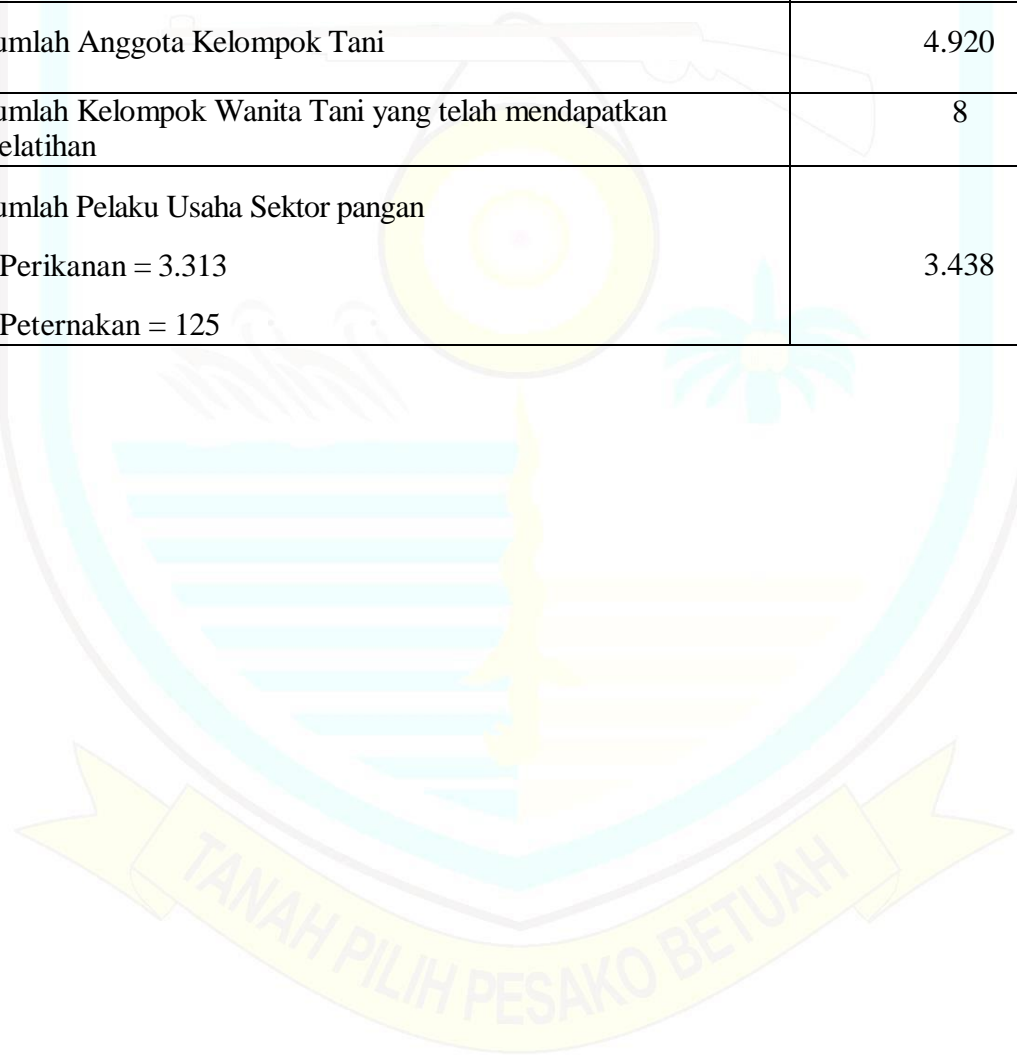 umlah Anggota Kelompok Tani 4.920
umlah Kelompok Wanita Tani yang telah mendapatkan 8
elatihan
umlah Pelaku Usaha Sektor pangan
Perikanan = 3.313 3.438
Peternakan = 125
TANAH PILIH PESAKO BETUAH